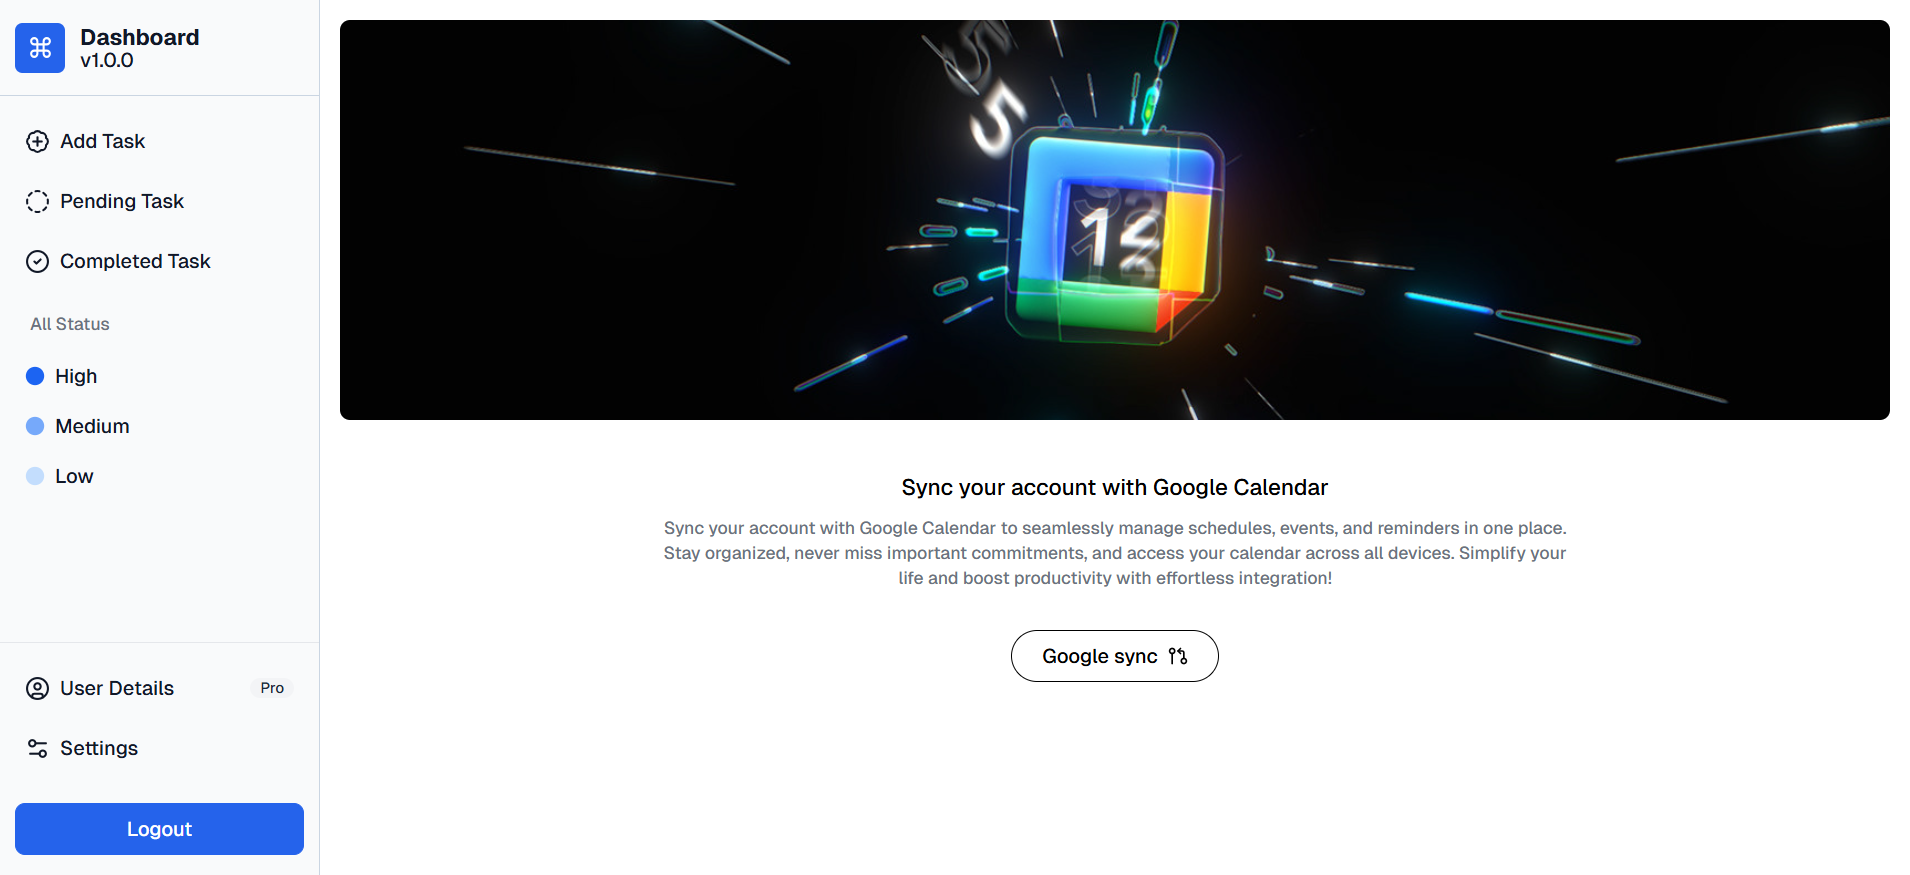 Dashboard
v1.0.0
Add Task
Pending Task
Completed Task
All Status
High
Medium
Low
User Details
Pro
Settings
Logout
5
5
12
Sync your account with Google Calendar
Sync your account with Google Calendar to seamlessly manage schedules, events, and reminders in one place.
Stay organized, never miss important commitments, and access your calendar across all devices. Simplify your
life and boost productivity with effortless integration!
Google sync